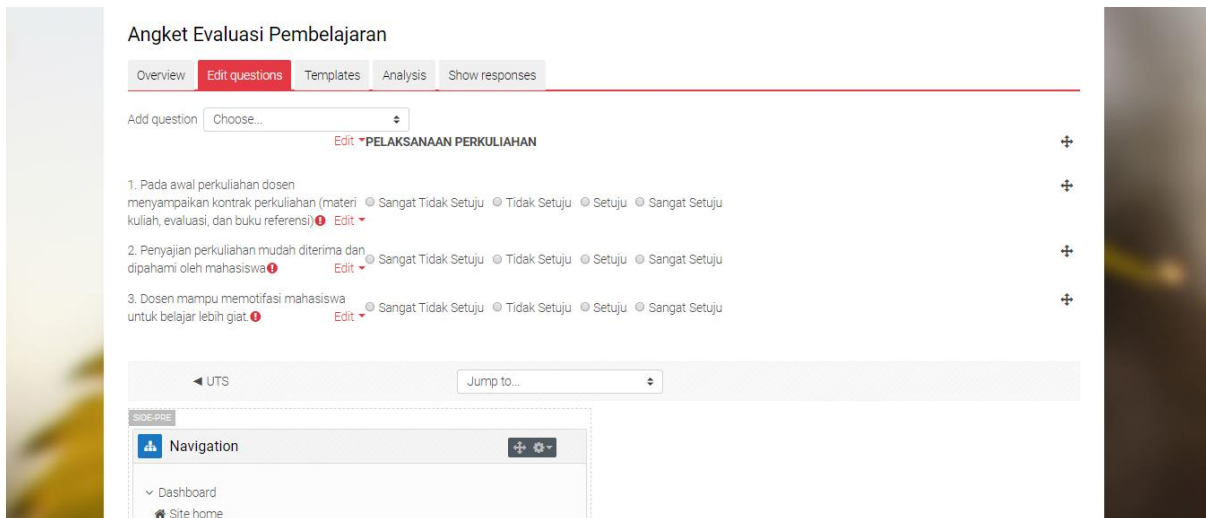 Angket Evaluasi Pembelajaran
Overview Edit questions Templates Analysis Show responses
Add question Choose...
Edit PELAKSANAAN PERKULIAHAN
1. Pada awal perkuliahan dosen
menyampaikan kontrak perkuliahan (materi Sangat Tidak Setuju Tidak Setuju Setuju Sangat Setuju
kuliah, evaluasi, dan buku referensi) Edit
2. Penyajian perkuliahan mudah diterima dan
Sangat Tidak Setuju Tidak Setuju Setuju Sangat Setuju
dipahami oleh mahasiswa Edit
3. Dosen mampu memotifasi mahasiswa
Sangat Tidak Setuju Tidak Setuju Setuju Sangat Setuju
untuk belajar lebih giat. Edit
UTS Jump to...
SIDE-PRE
Navigation
Dashboard
Site home